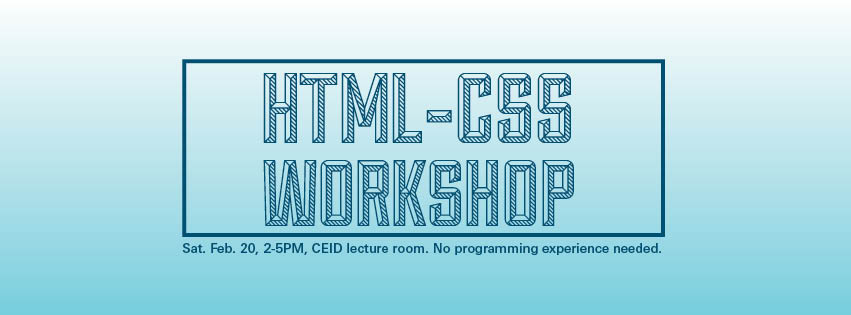 HTML-CSS
WORKSHOP
Sat. Feb. 20, 2-5PM, CEID lecture room. No programming experience needed.